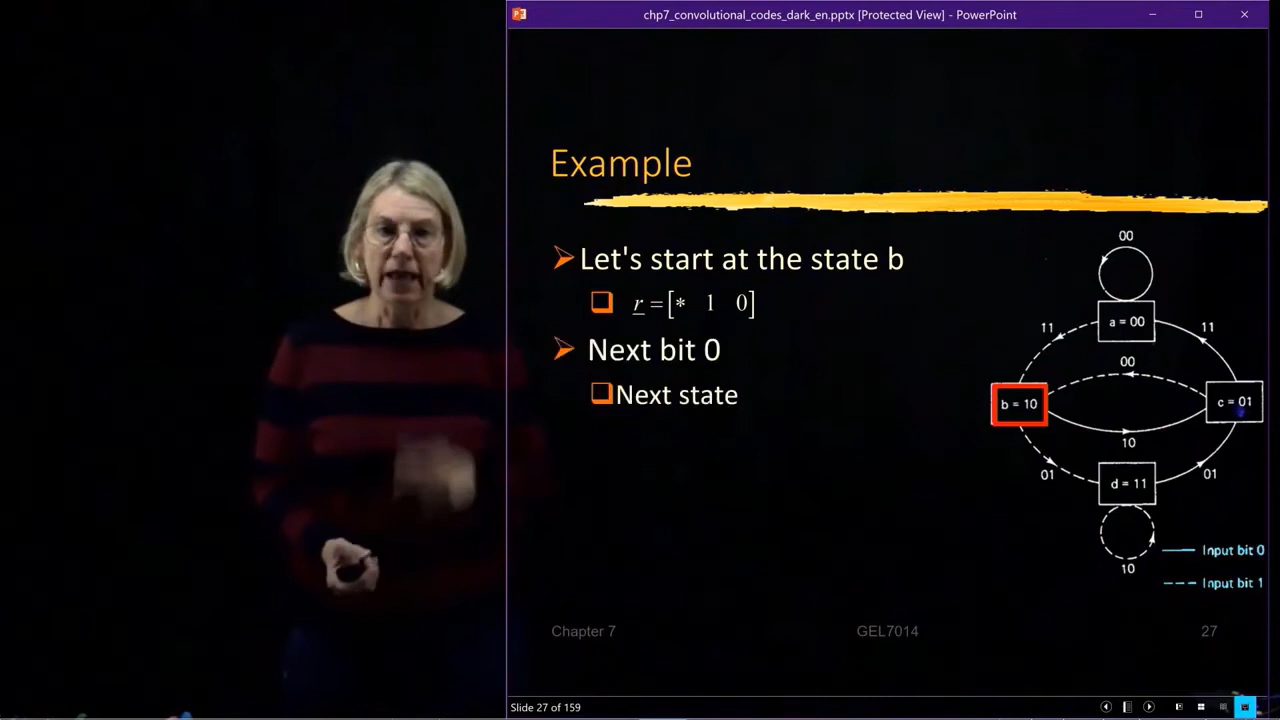 chp7_convolutional_codes_dark_en.pptx [Protected View] - PowerPoint
Example
Let's start at the state b
r = [* 1 0]
Next bit 0
Next state
00
a = 00
11
11
00
b = 10
c = 01
10
01
d = 11
01
10
Input bit 0
Input bit 1
Chapter 7
GEL7014
27
Slide 27 of 159